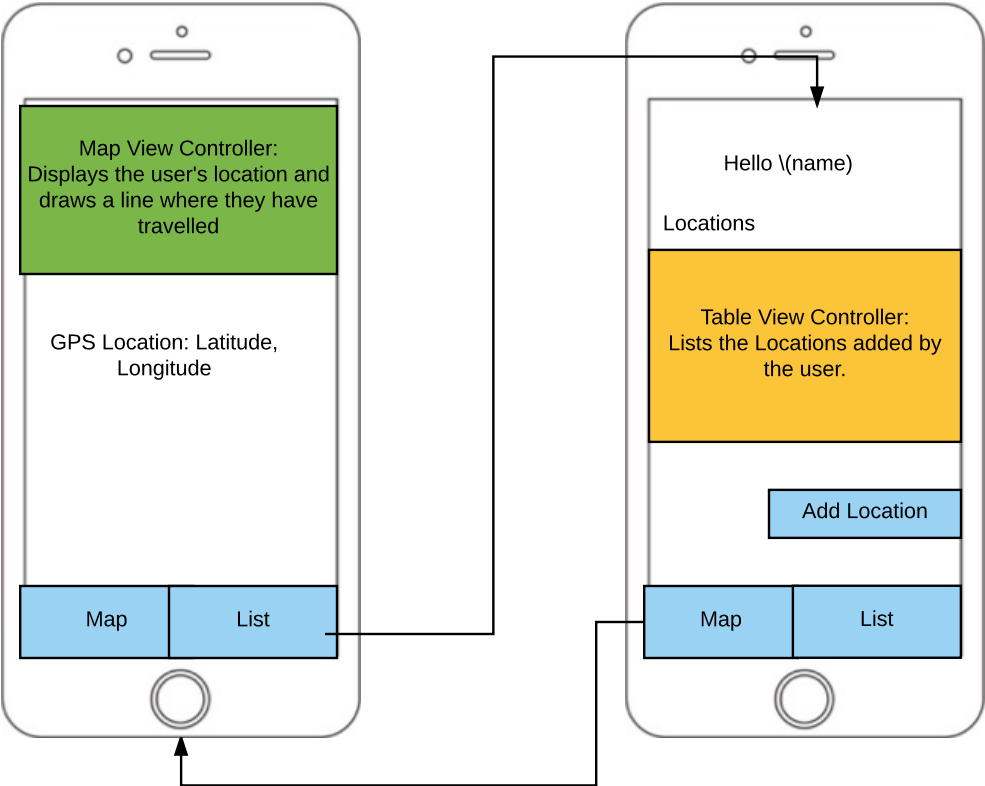 Map View Controller:
Displays the user's location and
draws a line where they have
travelled
GPS Location: Latitude,
Longitude
Map
List
Hello \(name)
Locations
Table View Controller:
Lists the Locations added by
the user.
Add Location
Map
List